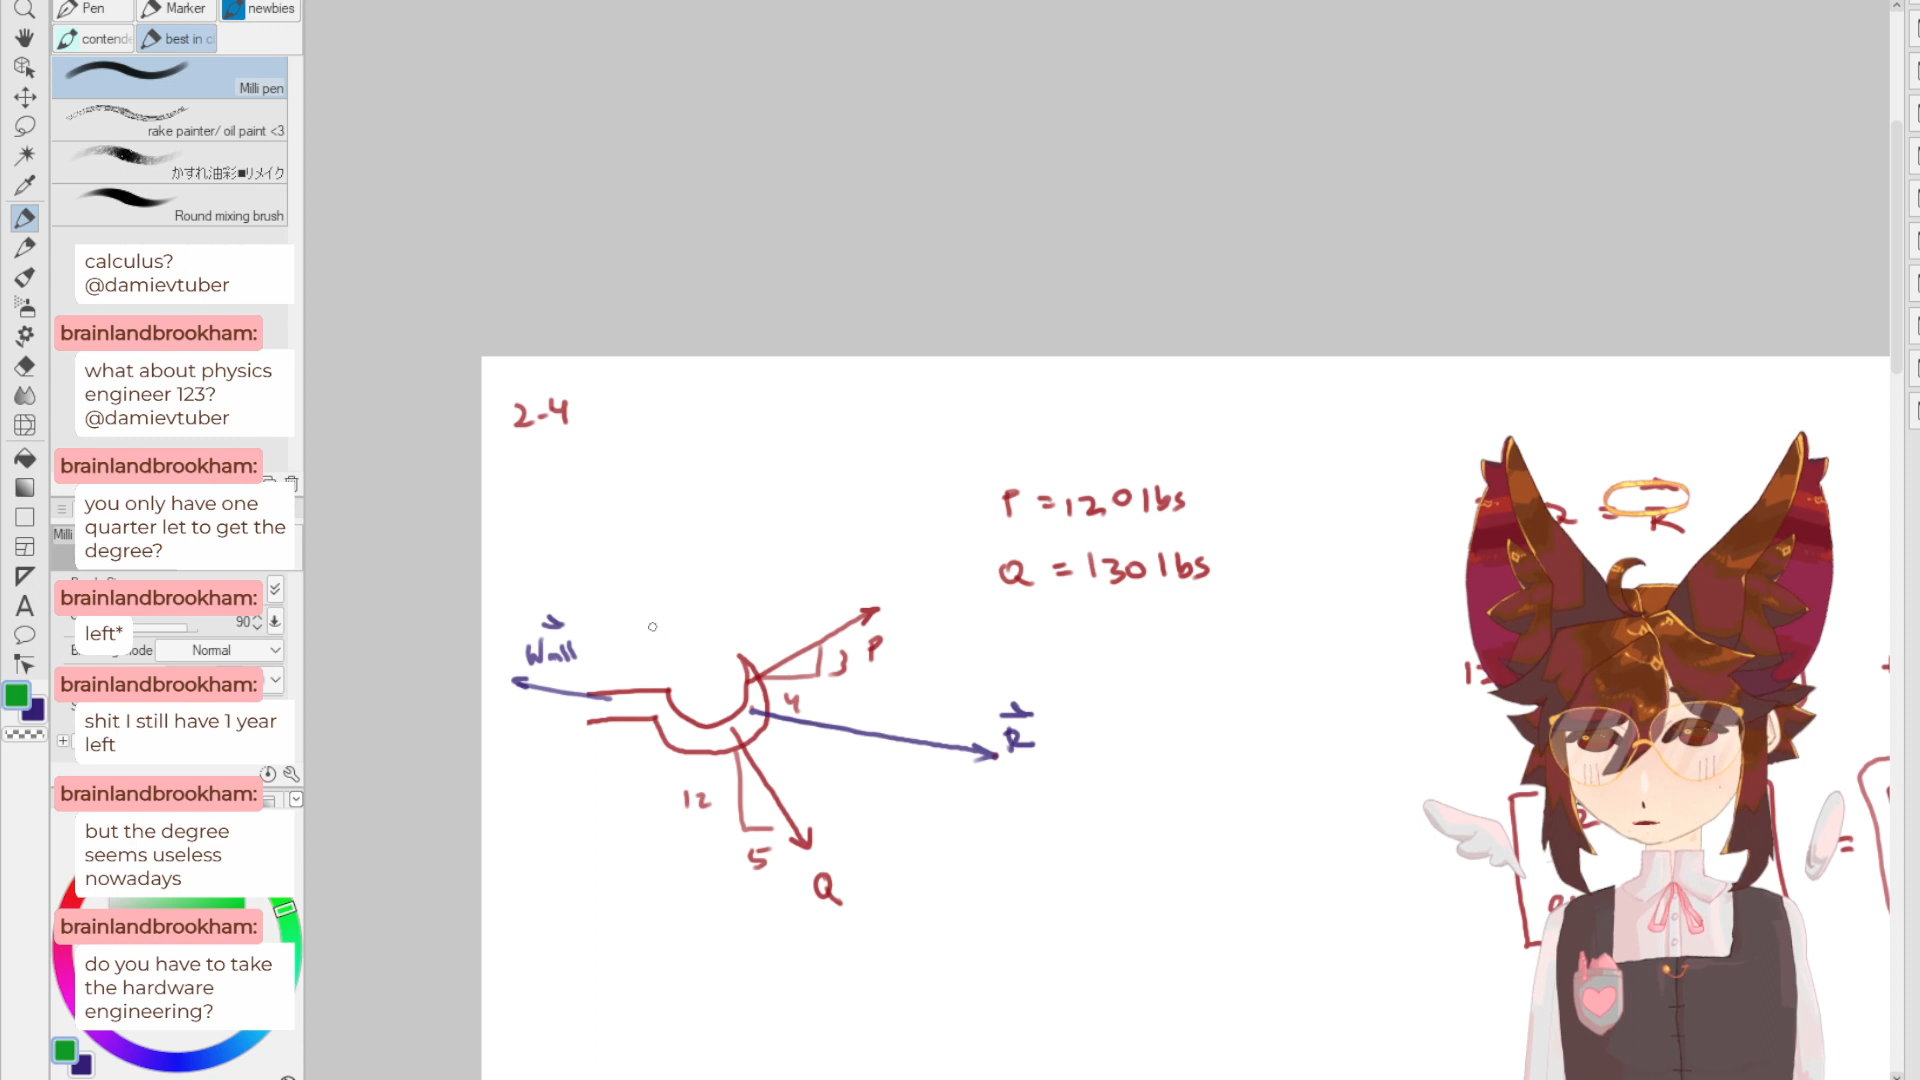 Pen
Marker
newbies
contende
best in c
Milli pen
rake painter/ oil paint <3
かすれ油彩■リメイク
Round mixing brush
calculus?
@damievtuber
brainlandbrookham:
what about physics
engineer 123?
@damievtuber
brainlandbrookham:
you only have one
quarter let to get the
degree?
Milli
brainlandbrookham:
90
left*
Normal
brainlandbrookham:
shit I still have 1 year
left
brainlandbrookham:
but the degree
seems useless
nowadays
brainlandbrookham:
do you have to take
the hardware
engineering?
2-4
P = 120 lbs
Q = 130 lbs
Wall
P
3
4
R
12
5
Q
R
=